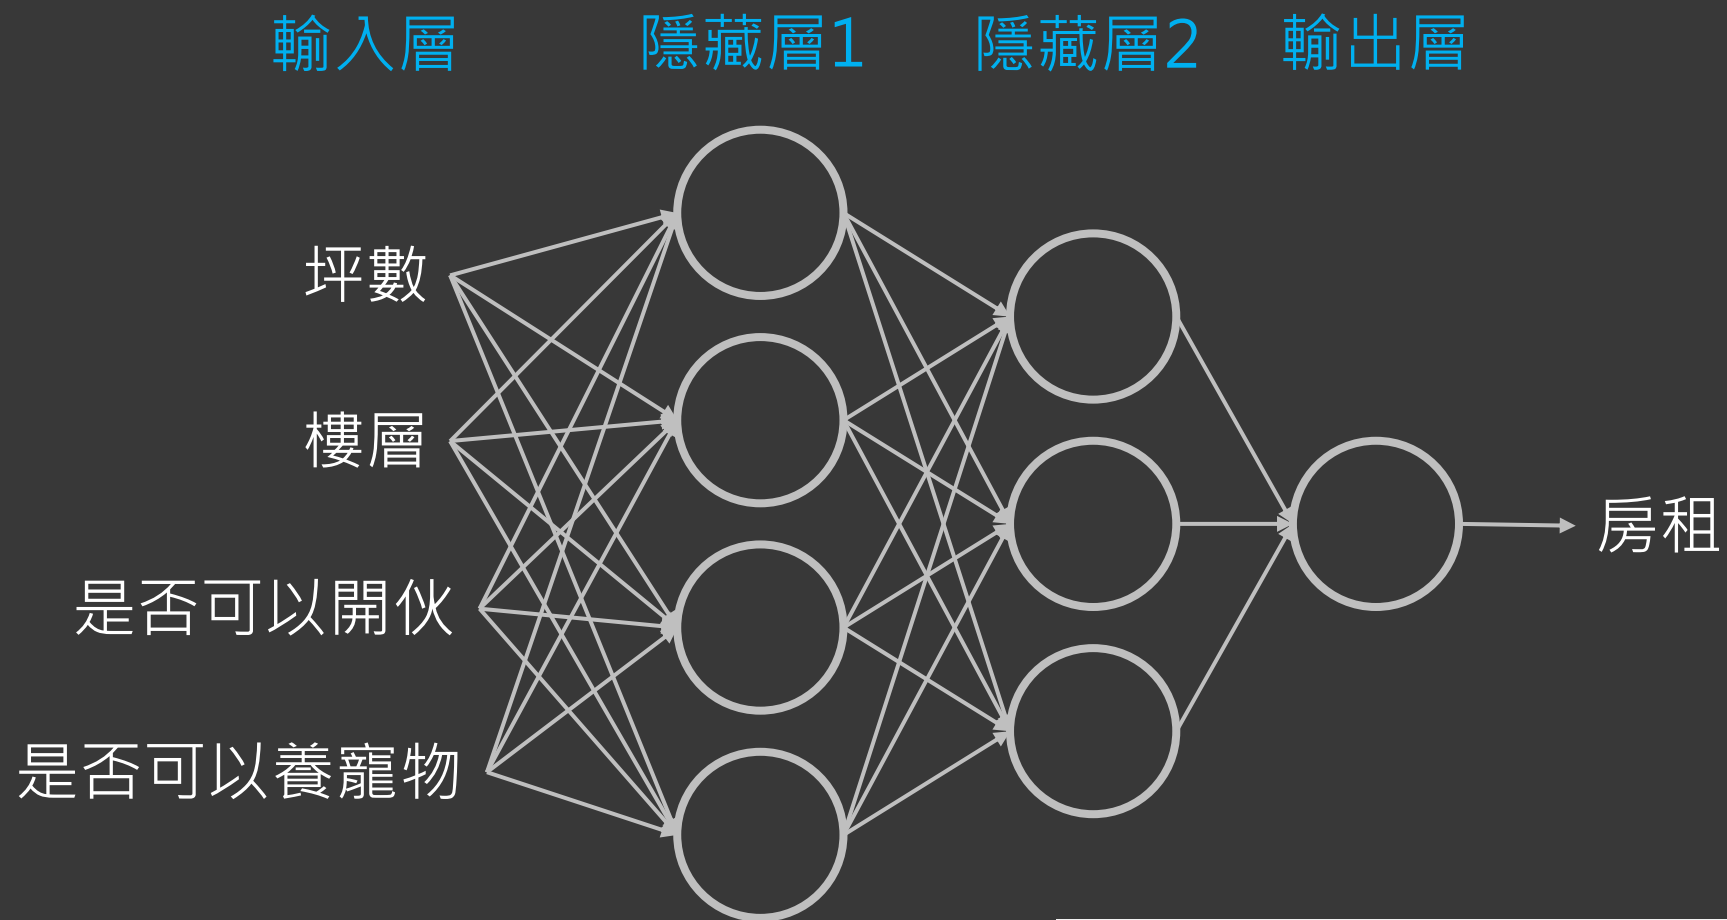 輸入層 隱藏層1 隱藏層2 輸出層
坪數
樓層
是否可以開伙
是否可以養寵物
房租